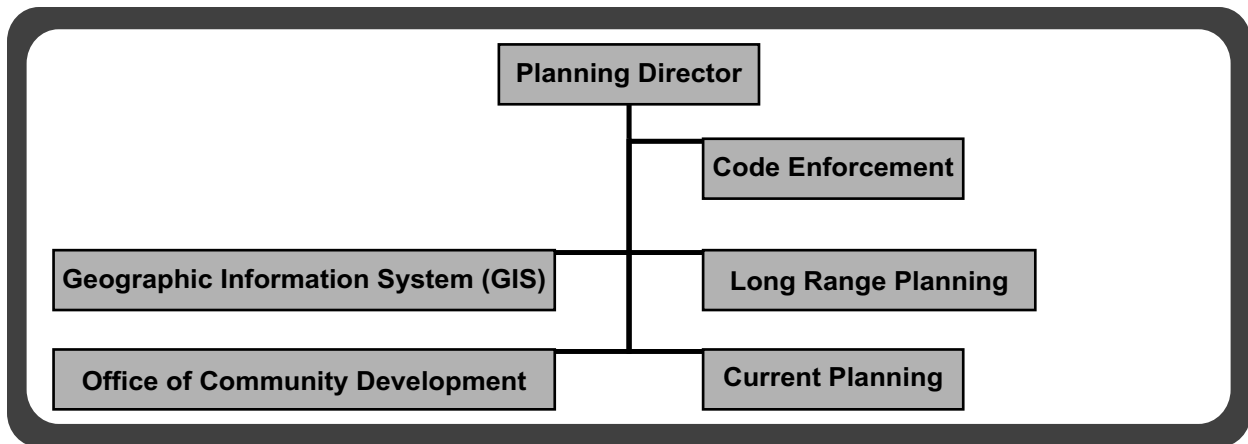 Planning Director
Code Enforcement
Geographic Information System (GIS)
Long Range Planning
Office of Community Development
Current Planning